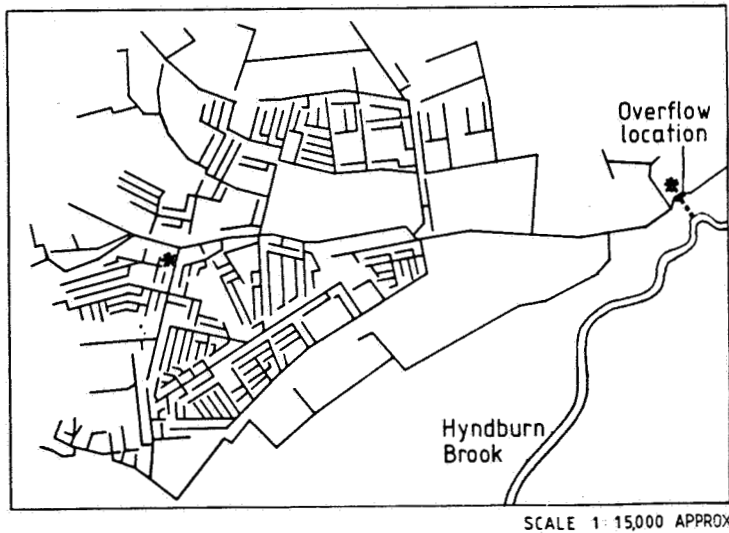 Overflow
location
Hyndburn
Brook
SCALE 1:15,000 APPROX